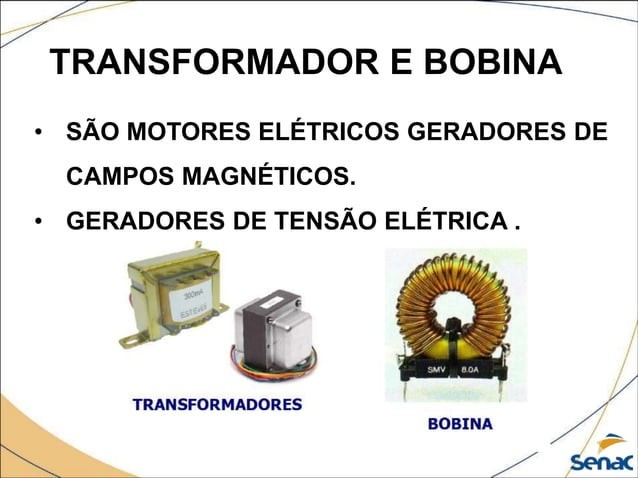 TRANSFORMADOR E BOBINA
• SÃO MOTORES ELÉTRICOS GERADORES DE
CAMPOS MAGNÉTICOS.
• GERADORES DE TENSÃO ELÉTRICA .
300mA
SMV 8.0A
TRANSFORMADORES
BOBINA
Senac